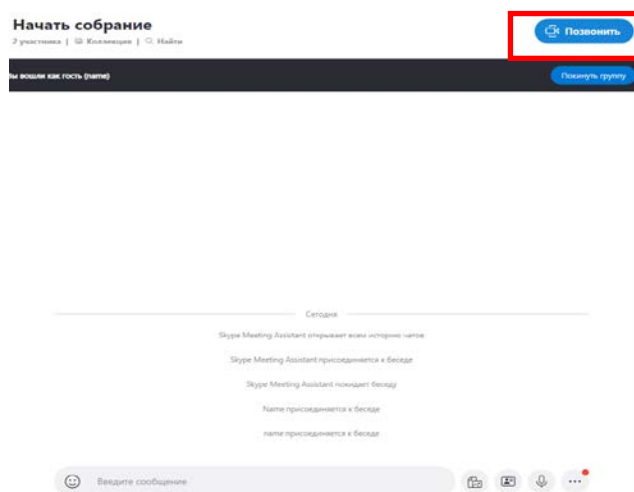 Начать собрание
2 участника | Коллекция | Найти
Позвонить
ы вошли как гость (name)
Покинуть группу
Сегодня
Skype Meeting Assistant открывает всем историю чатов
Skype Meeting Assistant присоединяется к беседе
Skype Meeting Assistant покидает беседу
Name присоединяется к беседе
name присоединяется к беседе
Введите сообщение